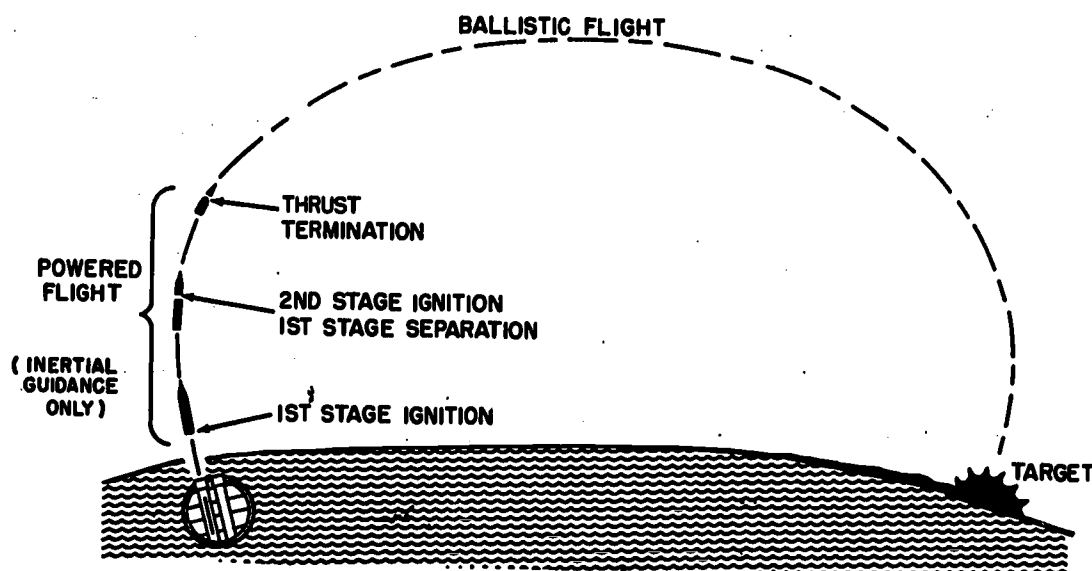 BALLISTIC FLIGHT
THRUST
TERMINATION
POWERED
FLIGHT
2ND STAGE IGNITION
1ST STAGE SEPARATION
( INERTIAL
GUIDANCE
ONLY )
1ST STAGE IGNITION
TARGET